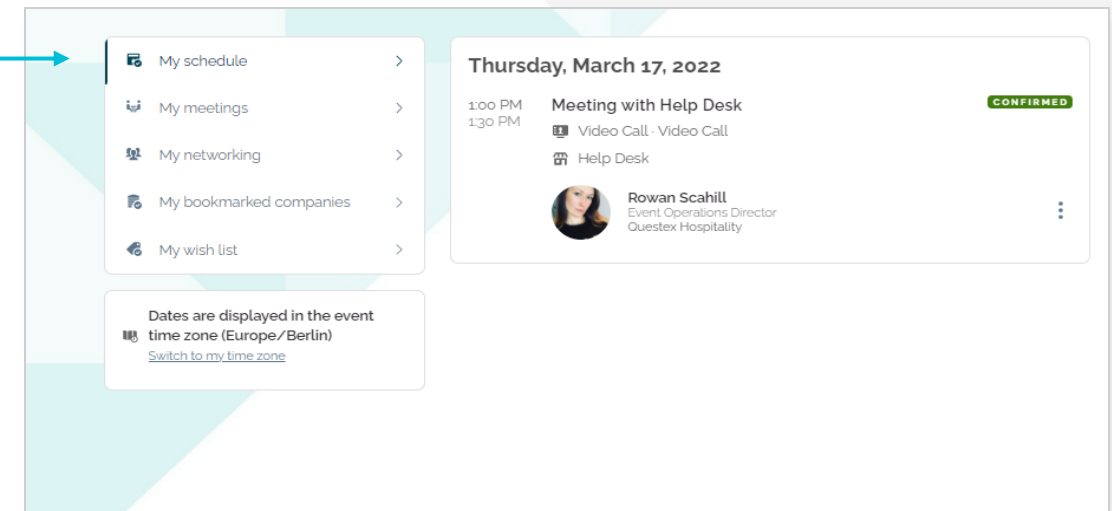 My schedule
My meetings
My networking
My bookmarked companies
My wish list
Dates are displayed in the event
time zone (Europe/Berlin)
Switch to my time zone
Thursday, March 17, 2022
1:00 PM
1:30 PM
Meeting with Help Desk
CONFIRMED
Video Call · Video Call
Help Desk
Rowan Scahill
Event Operations Director
Questex Hospitality